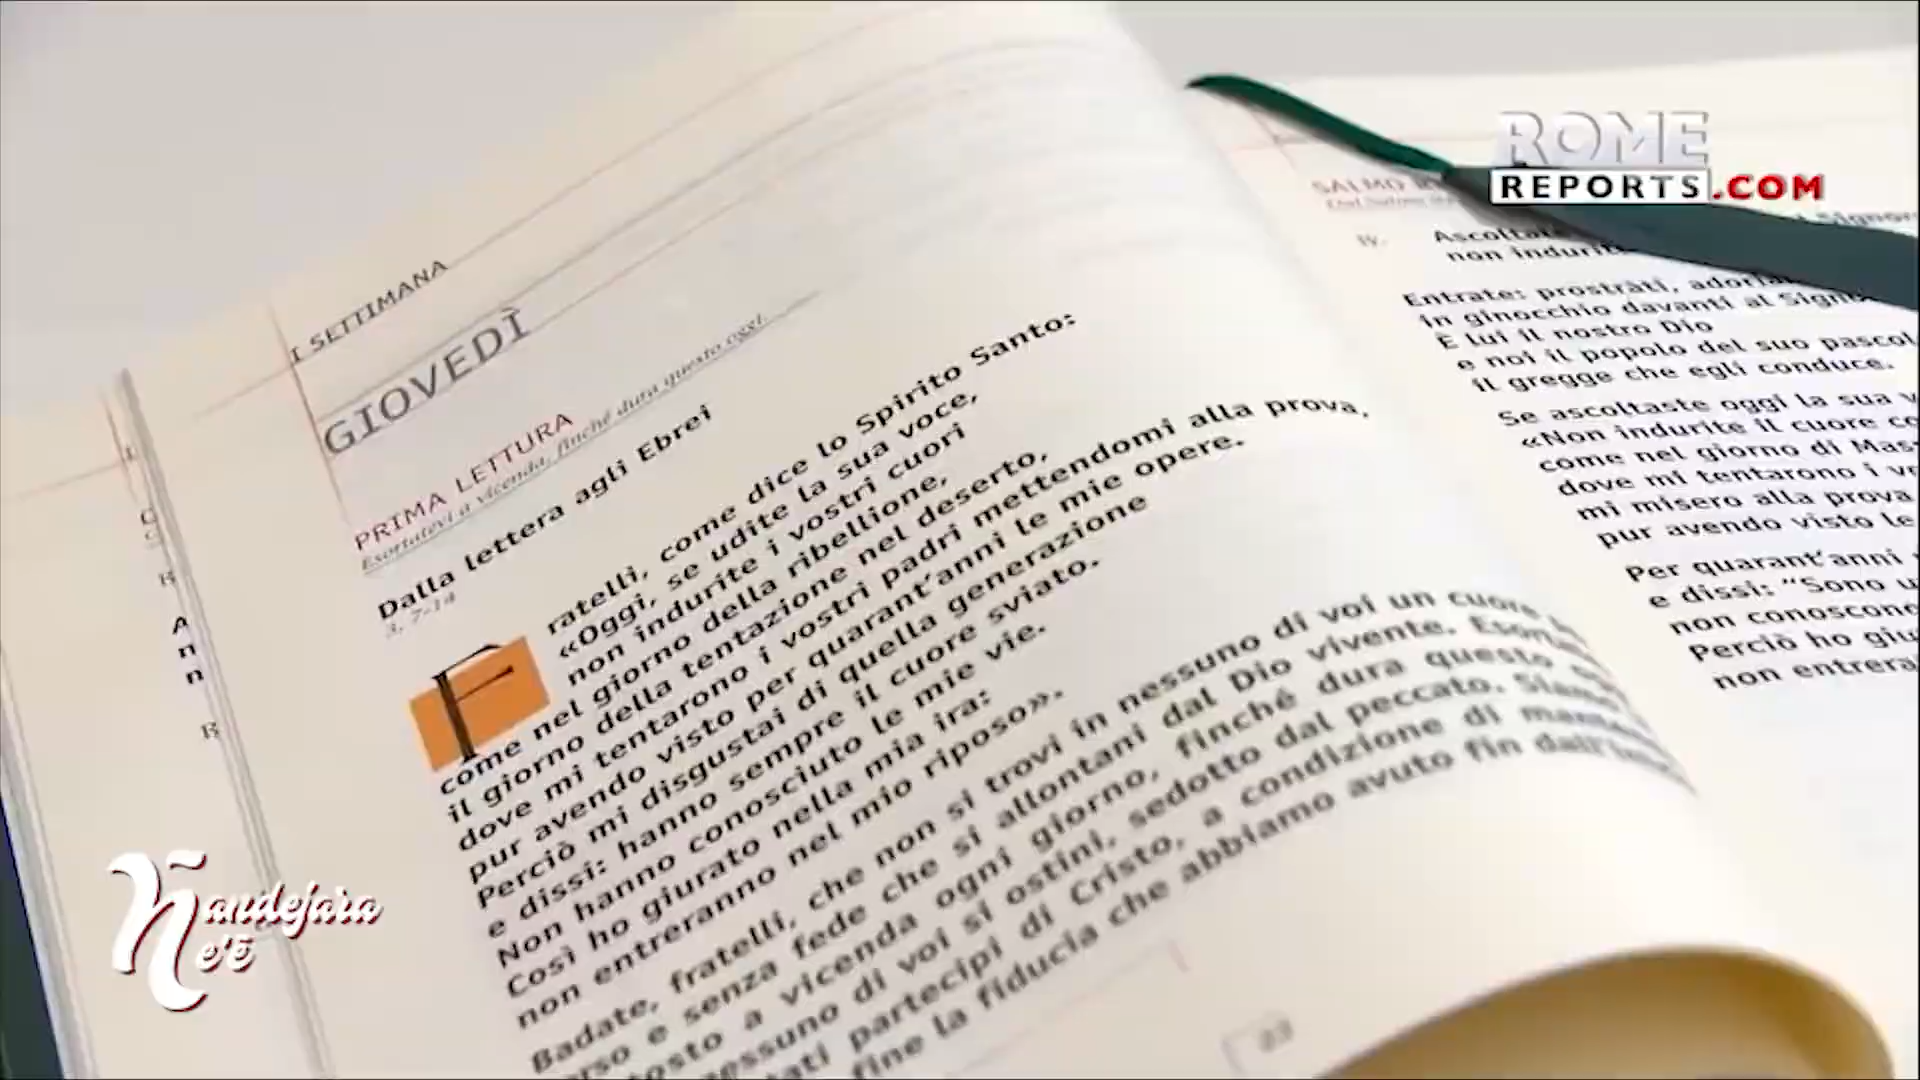 I SETTIMANA
GIOVEDÌ
PRIMA LETTURA
Esortatevi a vicenda, finché dura questo oggi.
Dalla lettera agli Ebrei
3, 7-14
Fratelli, come dice lo Spirito Santo:
«Oggi, se udite la sua voce,
non indurite i vostri cuori
come nel giorno della ribellione,
il giorno della tentazione nel deserto,
dove mi tentarono i vostri padri mettendomi alla prova,
pur avendo visto per quarant'anni le mie opere.
Perciò mi disgustai di quella generazione
e dissi: hanno sempre il cuore sviato.
Non hanno conosciuto le mie vie.
Così ho giurato nella mia ira:
non entreranno nel mio riposo».
Badate, fratelli, che non si trovi in nessuno di voi un cuore
e senza fede che si allontani dal Dio vivente.
a vicenda ogni giorno, finché dura questo
nessuno di voi si ostini, sedotto dal peccato.
partecipi di Cristo, a condizione di
fine la fiducia che abbiamo avuto fin
23
SALMO
Ascoltate
non indurite
Entrate: prostràti,
in ginocchio davanti al
È lui il nostro Dio
e noi il popolo del suo
il gregge che egli conduce.
Se ascoltaste oggi la sua
«Non indurite il cuore
come nel giorno di
dove mi tentarono i
mi misero alla prova
pur avendo visto le
Per quarant'anni
e dissi: "Sono
non conoscono
Perciò ho
non
A
n
n
ROME
REPORTS.COM
Ñandejara
Ñe'ẽ